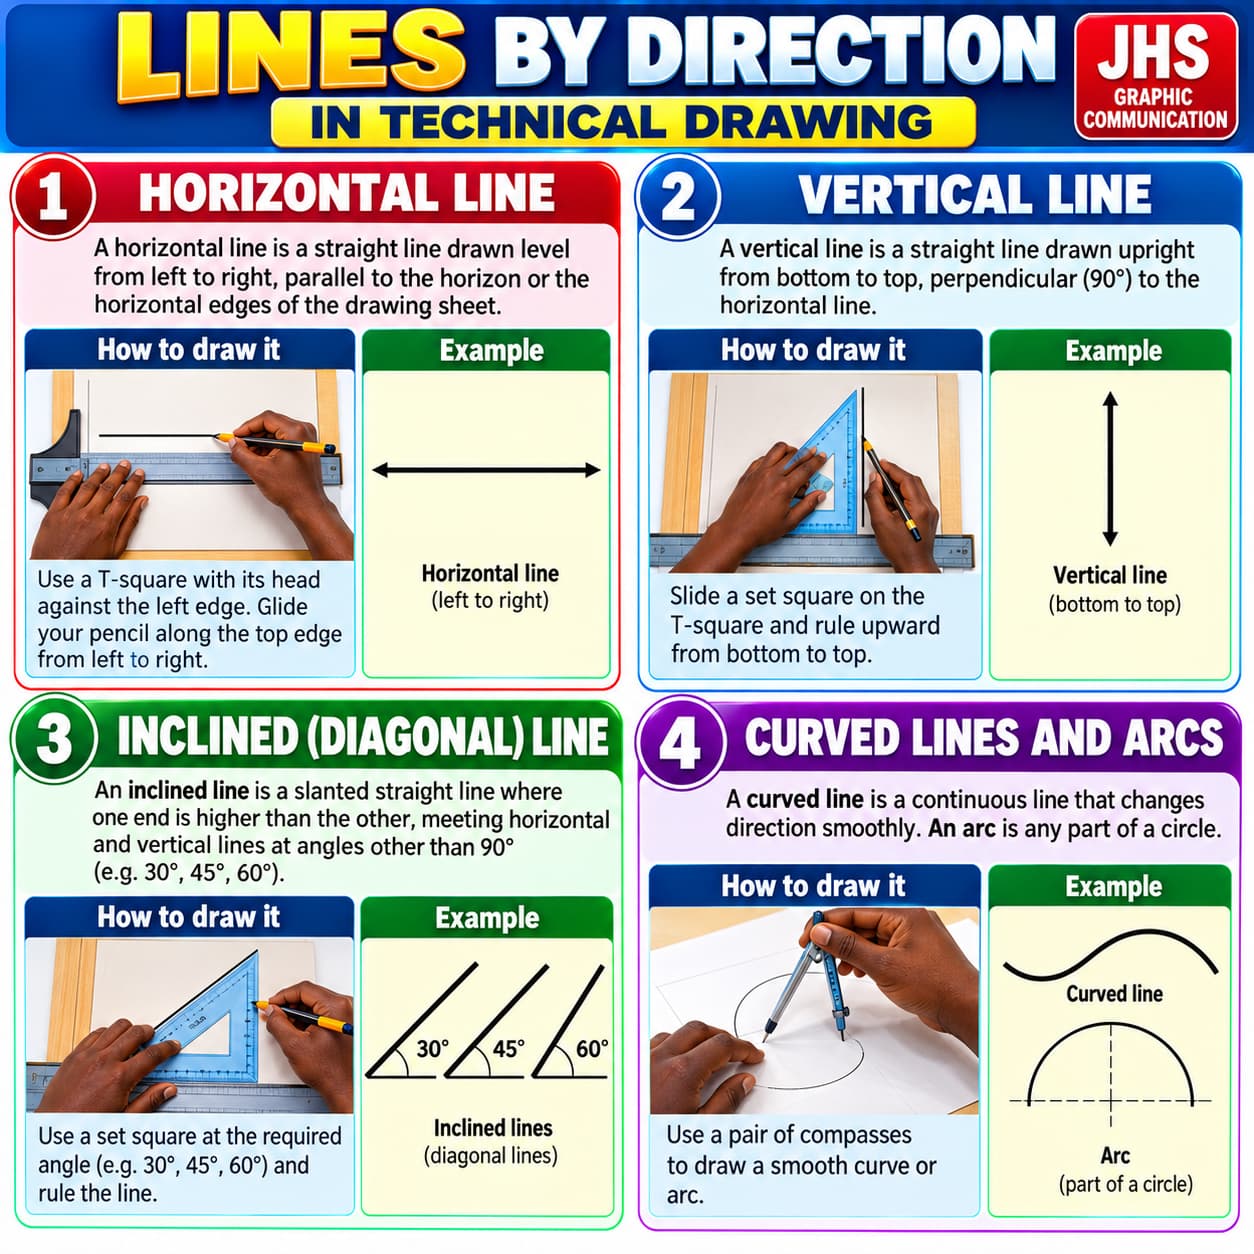 LINES BY DIRECTION
IN TECHNICAL DRAWING
JHS
GRAPHIC
COMMUNICATION
1 HORIZONTAL LINE
A horizontal line is a straight line drawn level
from left to right, parallel to the horizon or the
horizontal edges of the drawing sheet.
How to draw it
Use a T-square with its head
against the left edge. Glide
your pencil along the top edge
from left to right.
Example
Horizontal line
(left to right)
2 VERTICAL LINE
A vertical line is a straight line drawn upright
from bottom to top, perpendicular (90°) to the
horizontal line.
How to draw it
Slide a set square on the
T-square and rule upward
from bottom to top.
Example
Vertical line
(bottom to top)
3 INCLINED (DIAGONAL) LINE
An inclined line is a slanted straight line where
one end is higher than the other, meeting horizontal
and vertical lines at angles other than 90°
(e.g. 30°, 45°, 60°).
How to draw it
Use a set square at the required
angle (e.g. 30°, 45°, 60°) and
rule the line.
Example
30° 45° 60°
Inclined lines
(diagonal lines)
4 CURVED LINES AND ARCS
A curved line is a continuous line that changes
direction smoothly. An arc is any part of a circle.
How to draw it
Use a pair of compasses
to draw a smooth curve or
arc.
Example
Curved line
Arc
(part of a circle)